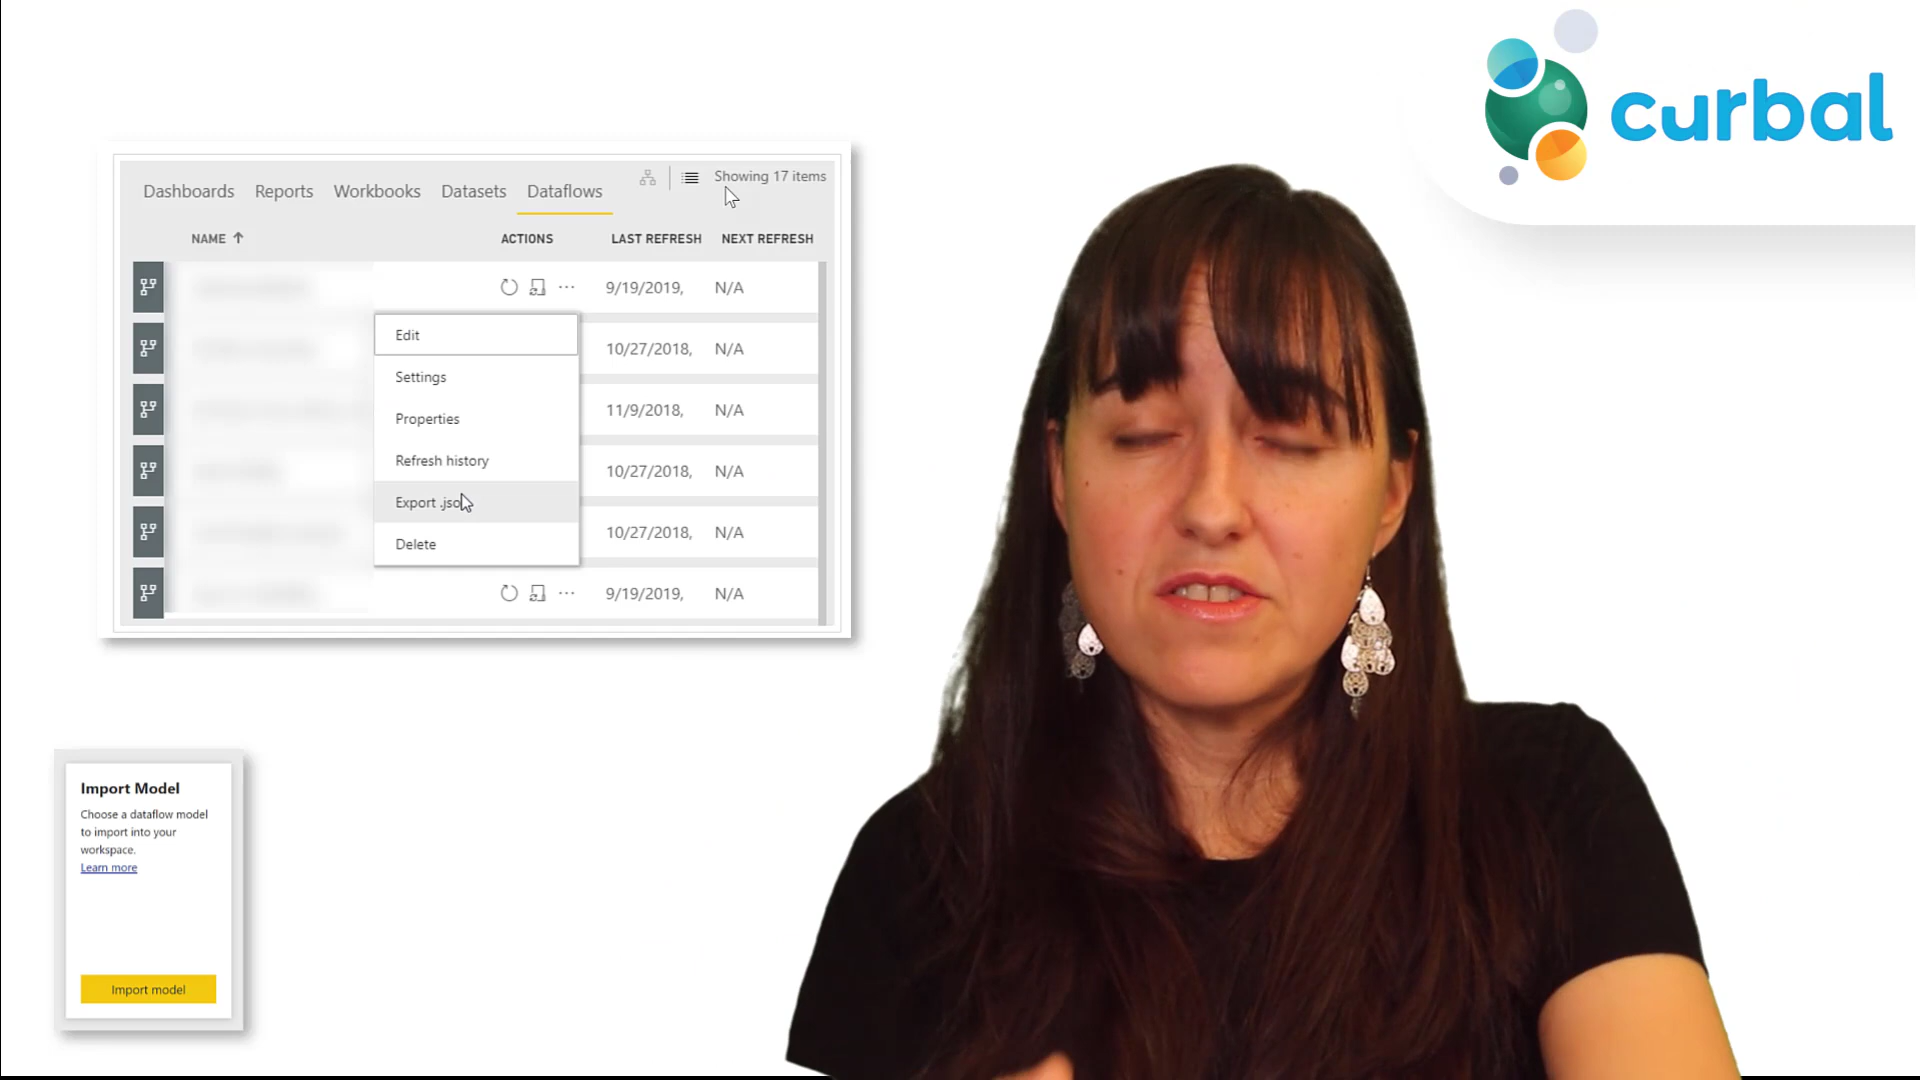 curbal
Showing 17 items
Dashboards Reports Workbooks Datasets Dataflows
NAME ACTIONS LAST REFRESH NEXT REFRESH
9/19/2019, N/A
Edit
10/27/2018, N/A
Settings
11/9/2018, N/A
Properties
Refresh history
10/27/2018, N/A
Export .jso
10/27/2018, N/A
Delete
9/19/2019, N/A
Import Model
Choose a dataflow model
to import into your
workspace.
Learn more
Import model